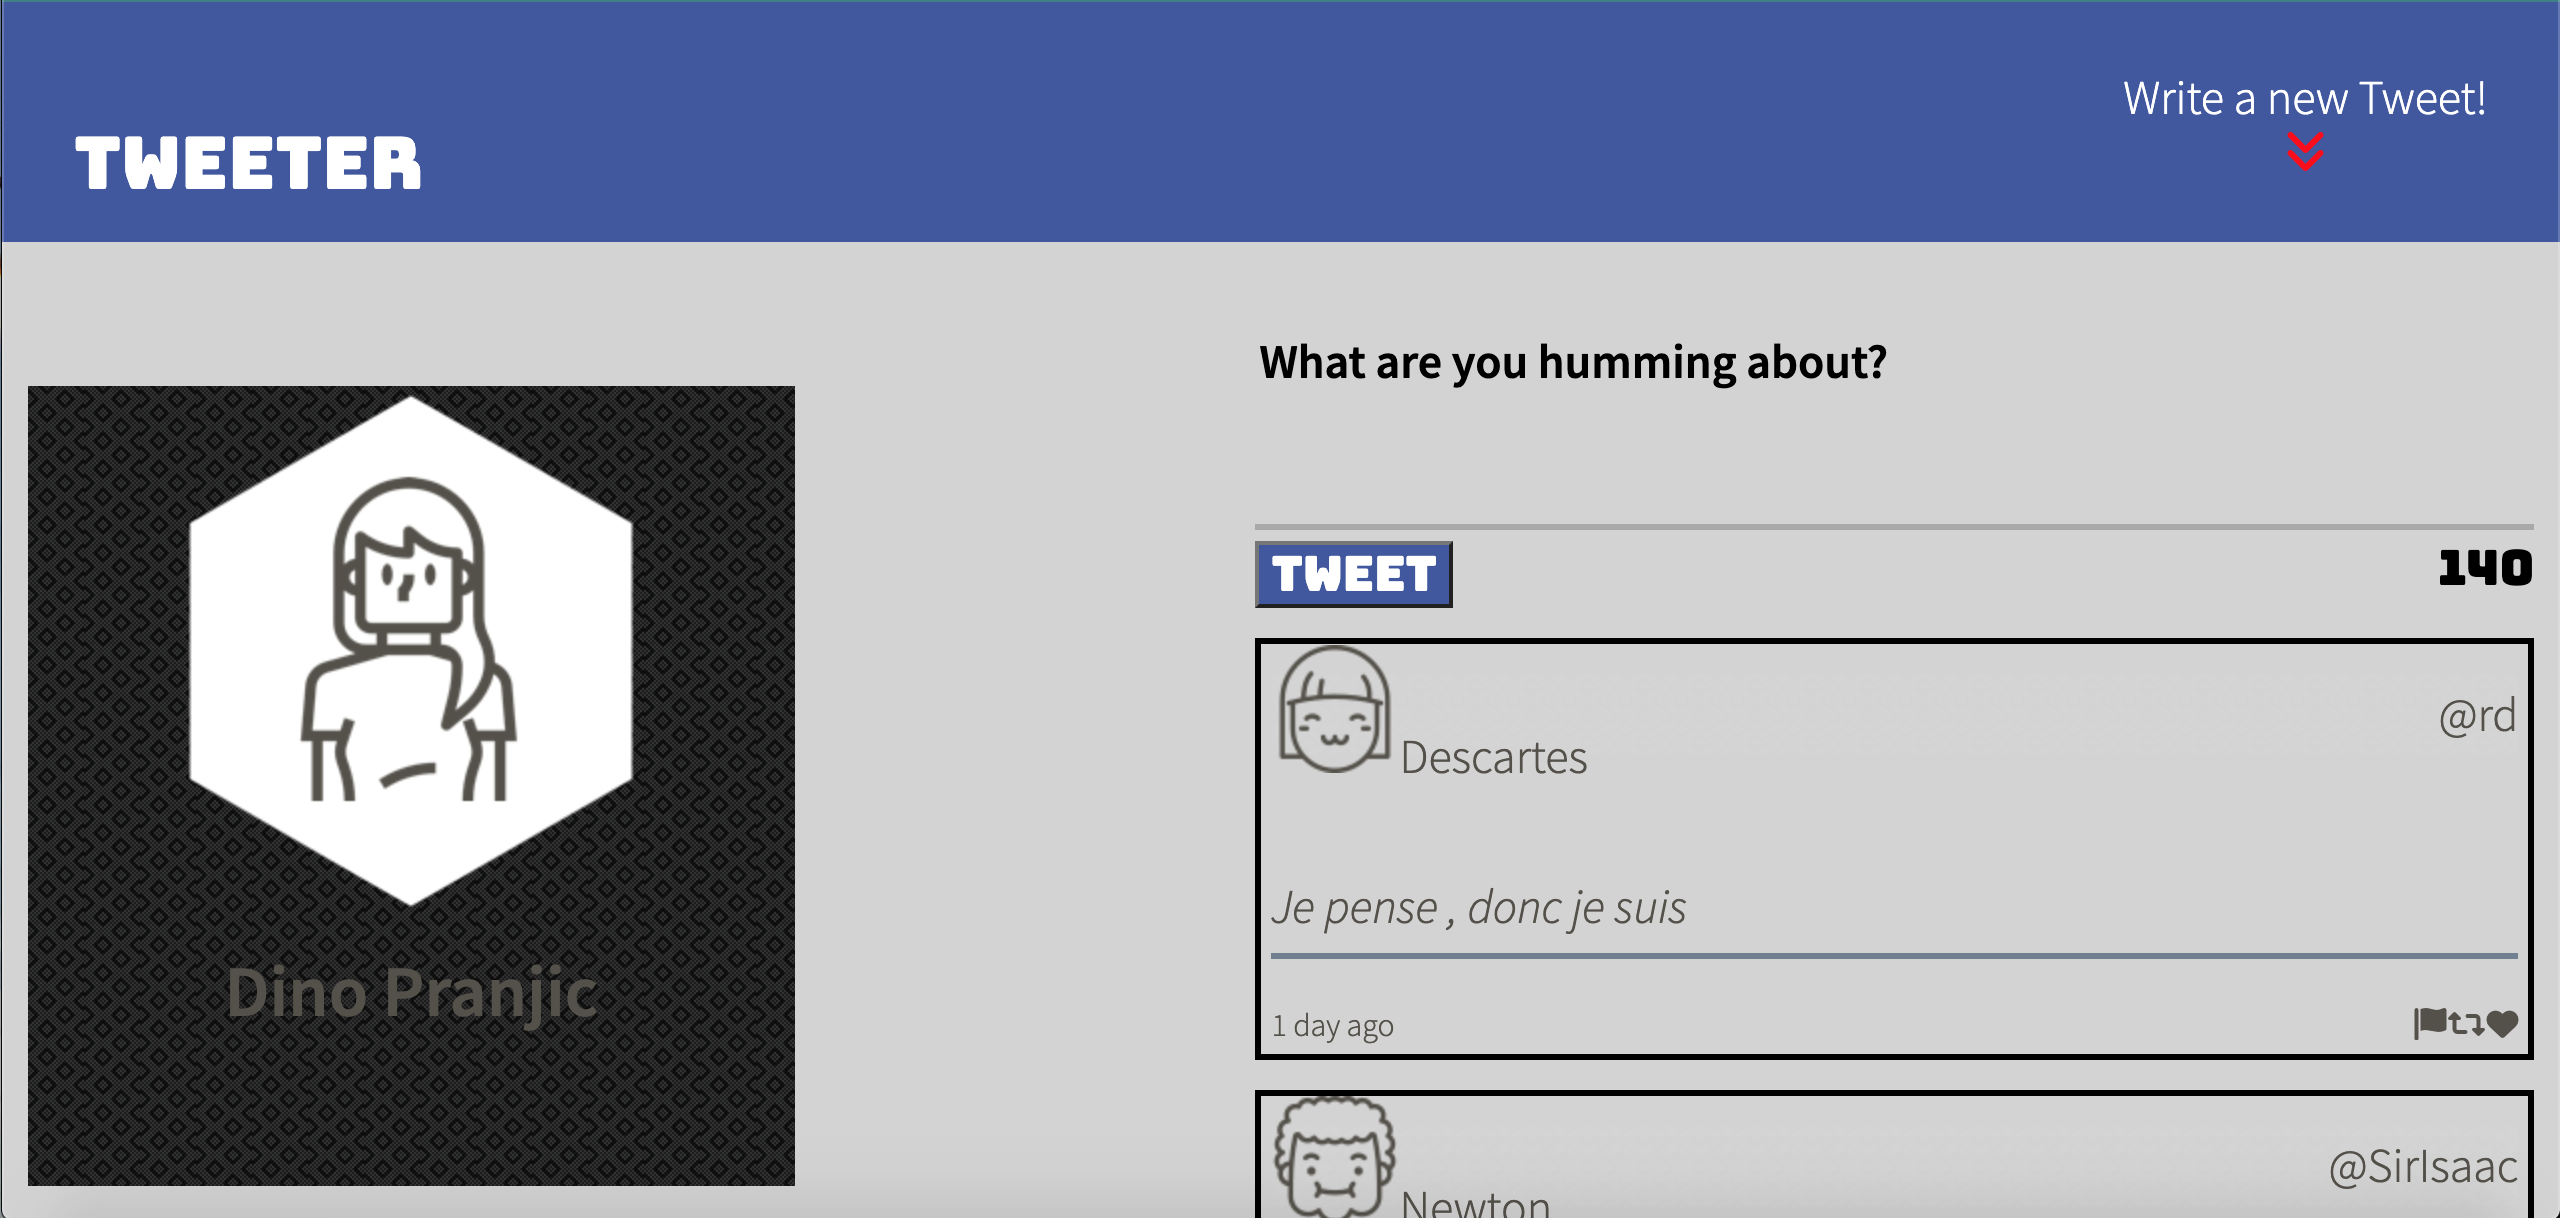 TWEETER
Write a new Tweet!
What are you humming about?
TWEET
140
Dino Pranjic
@rd
Descartes
Je pense , donc je suis
1 day ago
@SirIsaac
Newton